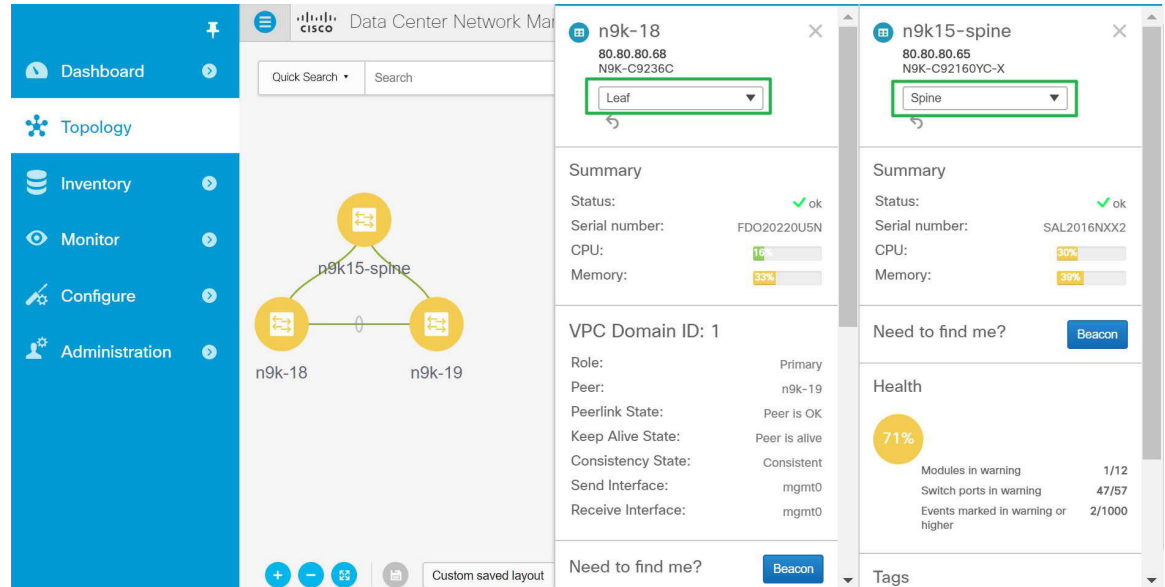 Dashboard
Topology
Inventory
Monitor
Configure
Administration
cisco
Data Center Network Mar
Quick Search
Search
n9k15-spine
n9k-18
n9k-19
Custom saved layout
n9k-18
80.80.80.68
N9K-C9236C
Leaf
Summary
Status: ok
Serial number: FDO20220U5N
CPU: 16%
Memory: 33%
VPC Domain ID: 1
Role: Primary
Peer: n9k-19
Peerlink State: Peer is OK
Keep Alive State: Peer is alive
Consistency State: Consistent
Send Interface: mgmt0
Receive Interface: mgmt0
Need to find me? Beacon
n9k15-spine
80.80.80.65
N9K-C92160YC-X
Spine
Summary
Status: ok
Serial number: SAL2016NXX2
CPU: 30%
Memory: 39%
Need to find me? Beacon
Health
71%
Modules in warning 1/12
Switch ports in warning 47/57
Events marked in warning or 2/1000
higher
Tags